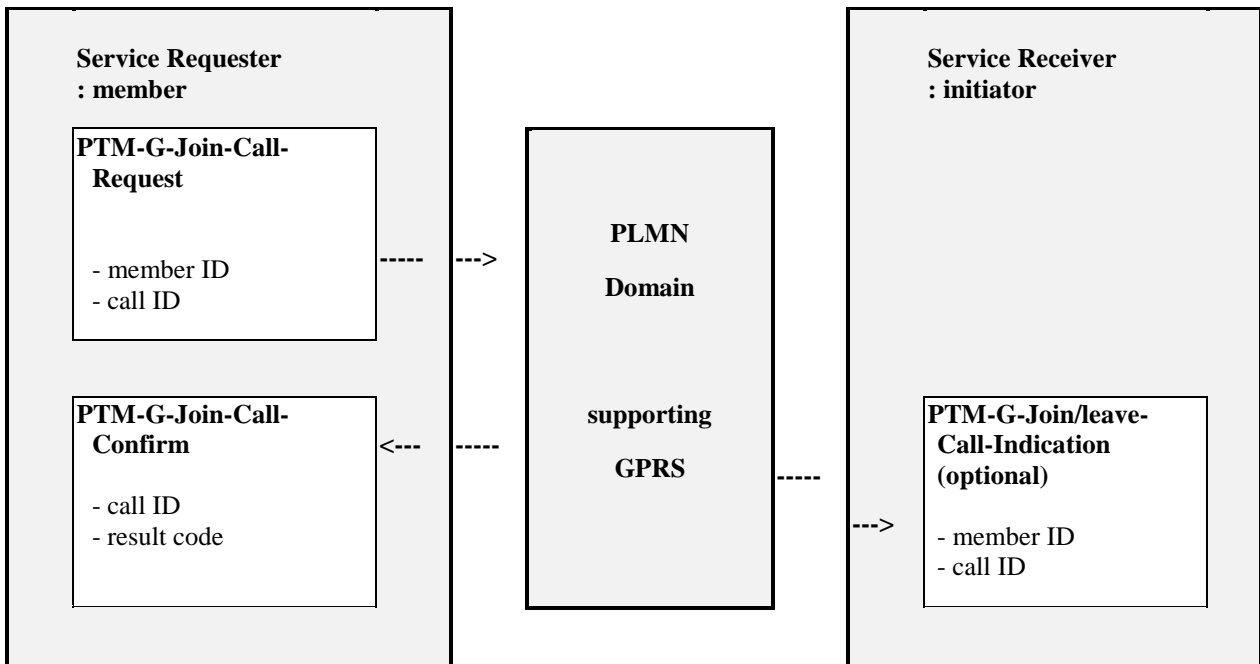 Service Requester
: member
PTM-G-Join-Call-
Request
- member ID
- call ID
----- --->
PTM-G-Join-Call-
Confirm
- call ID
- result code
<--- -----
PLMN
Domain
supporting
GPRS
----- --->
Service Receiver
: initiator
PTM-G-Join/leave-
Call-Indication
(optional)
- member ID
- call ID